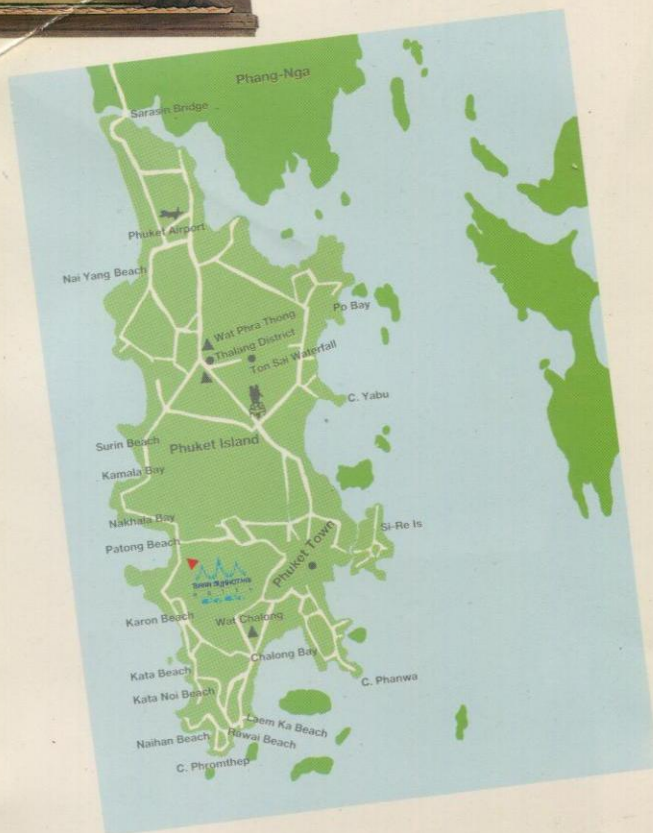 Phang-Nga
Sarasin Bridge
Phuket Airport
Nai Yang Beach
Po Bay
Wat Phra Thong
Thalang District
Ton Sai Waterfall
C. Yabu
Surin Beach
Phuket Island
Kamala Bay
Nakhala Bay
Si-Re Is
Patong Beach
Phuket Town
Karon Beach
Wat Chalong
Chalong Bay
Kata Beach
C. Phanwa
Kata Noi Beach
Laem Ka Beach
Naihan Beach
Rawai Beach
C. Phromthep